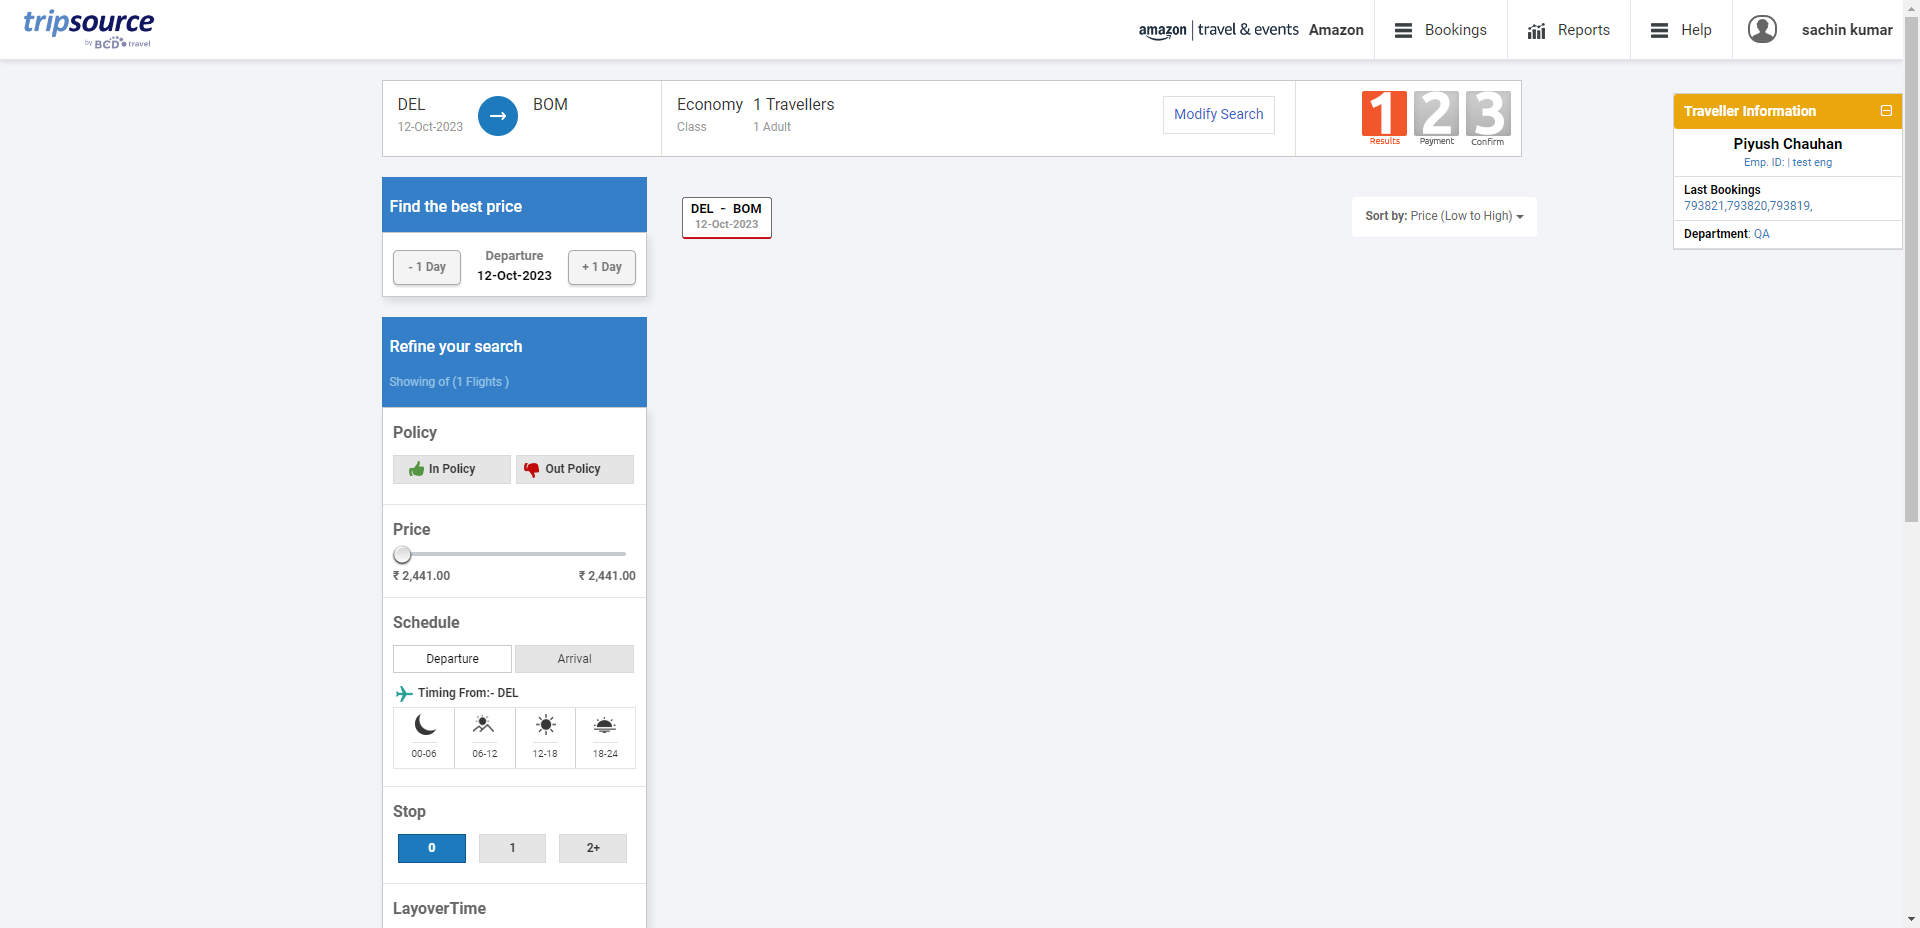 tripsource
by BCD travel
amazon | travel & events Amazon
Bookings
Reports
Help
sachin kumar
DEL
12-Oct-2023
BOM
Economy
Class
1 Travellers
1 Adult
Modify Search
1
Results
2
Payment
3
Confirm
Traveller Information
Piyush Chauhan
Emp. ID: | test eng
Last Bookings
793821,793820,793819,
Department: QA
Find the best price
- 1 Day
Departure
12-Oct-2023
+ 1 Day
DEL - BOM
12-Oct-2023
Sort by: Price (Low to High)
Refine your search
Showing of (1 Flights )
Policy
In Policy
Out Policy
Price
₹ 2,441.00
₹ 2,441.00
Schedule
Departure
Arrival
Timing From:- DEL
00-06
06-12
12-18
18-24
Stop
0
1
2+
LayoverTime